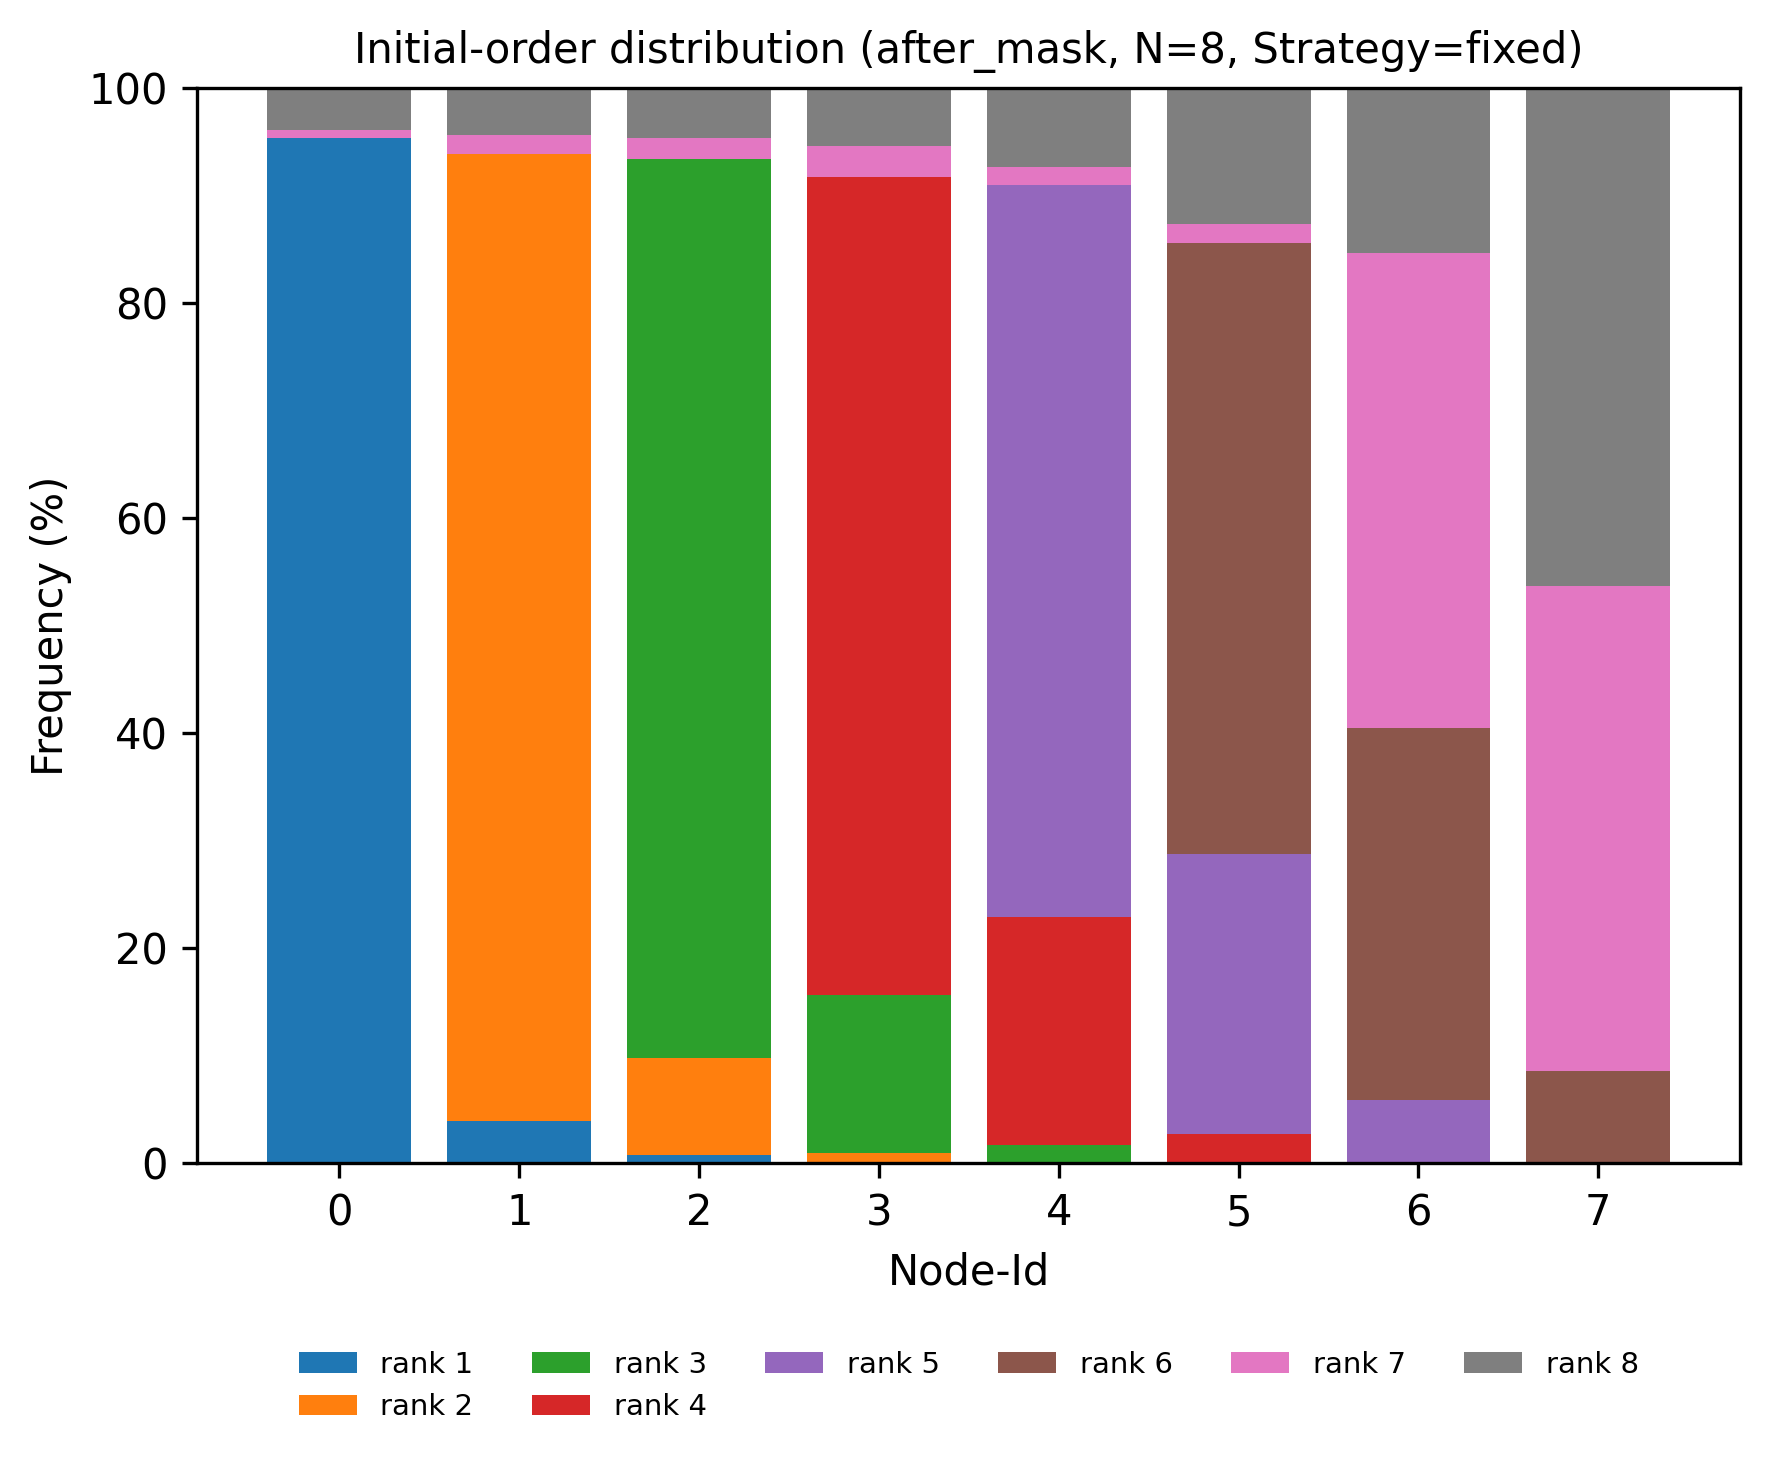 Initial-order distribution (after_mask, N=8, Strategy=fixed)
100
80
60
40
20
0
Frequency (%)
0 1 2 3 4 5 6 7
Node-Id
rank 1 rank 3 rank 5 rank 6 rank 7 rank 8
rank 2 rank 4